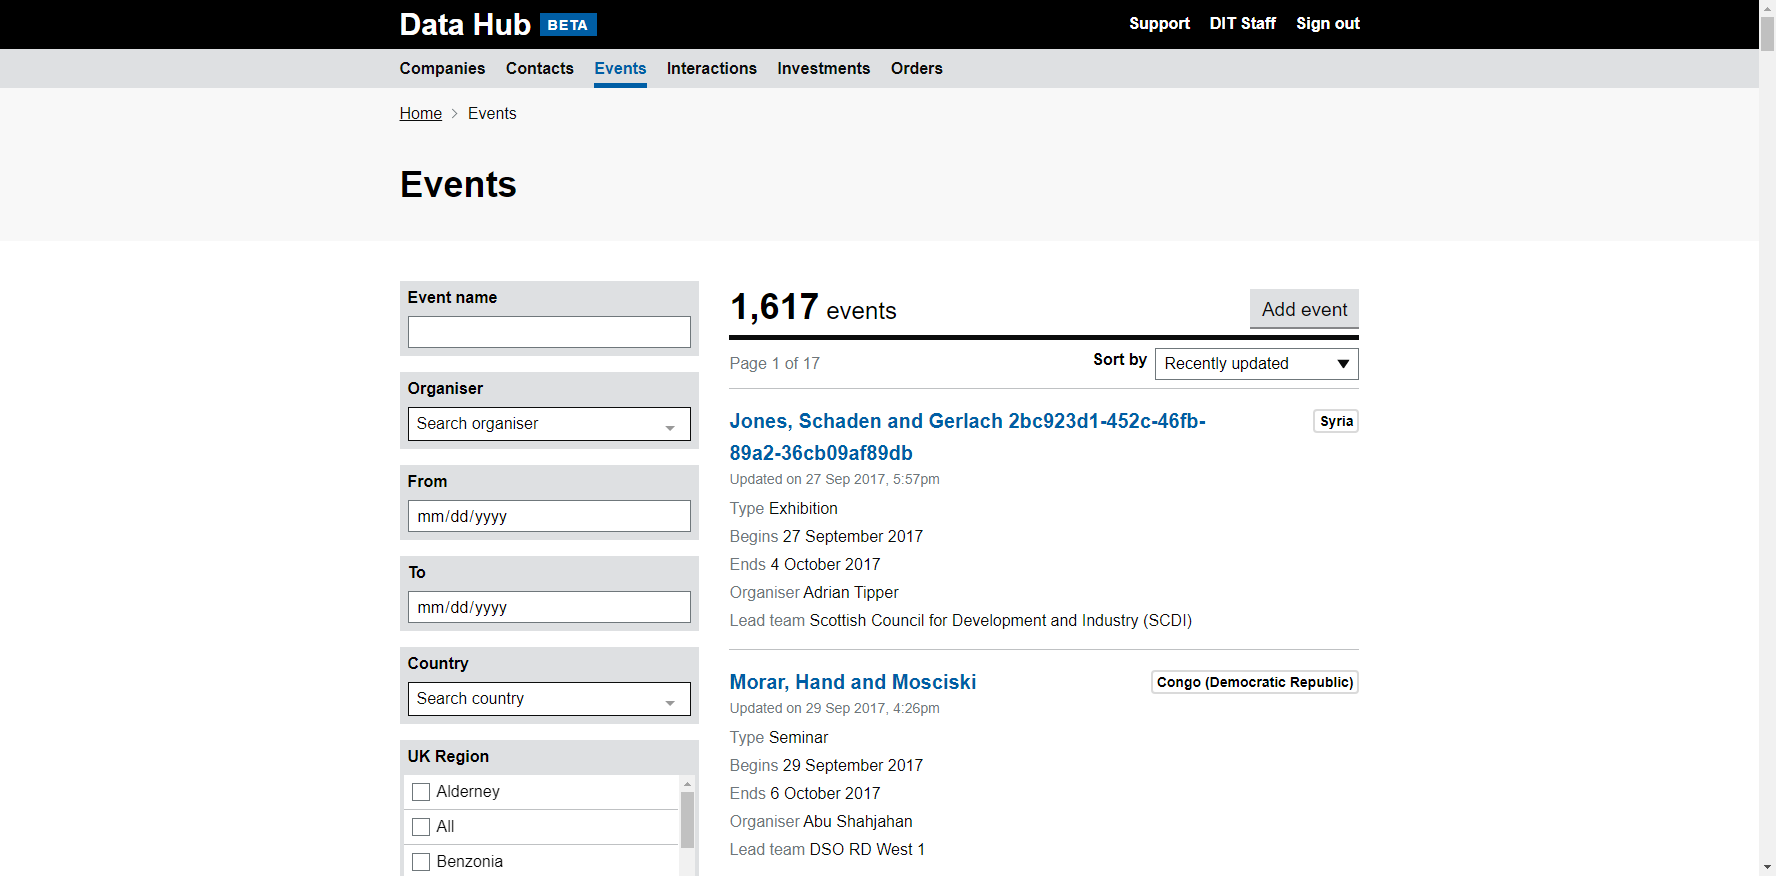 Data Hub BETA
Support DIT Staff Sign out
Companies Contacts Events Interactions Investments Orders
Home Events
Events
Event name
Organiser
Search organiser
From
mm/dd/yyyy
To
mm/dd/yyyy
Country
Search country
UK Region
Alderney
All
Benzonia
1,617 events
Add event
Page 1 of 17
Sort by Recently updated
Jones, Schaden and Gerlach 2bc923d1-452c-46fb-
89a2-36cb09af89db
Syria
Updated on 27 Sep 2017, 5:57pm
Type Exhibition
Begins 27 September 2017
Ends 4 October 2017
Organiser Adrian Tipper
Lead team Scottish Council for Development and Industry (SCDI)
Morar, Hand and Mosciski
Congo (Democratic Republic)
Updated on 29 Sep 2017, 4:26pm
Type Seminar
Begins 29 September 2017
Ends 6 October 2017
Organiser Abu Shahjahan
Lead team DSO RD West 1